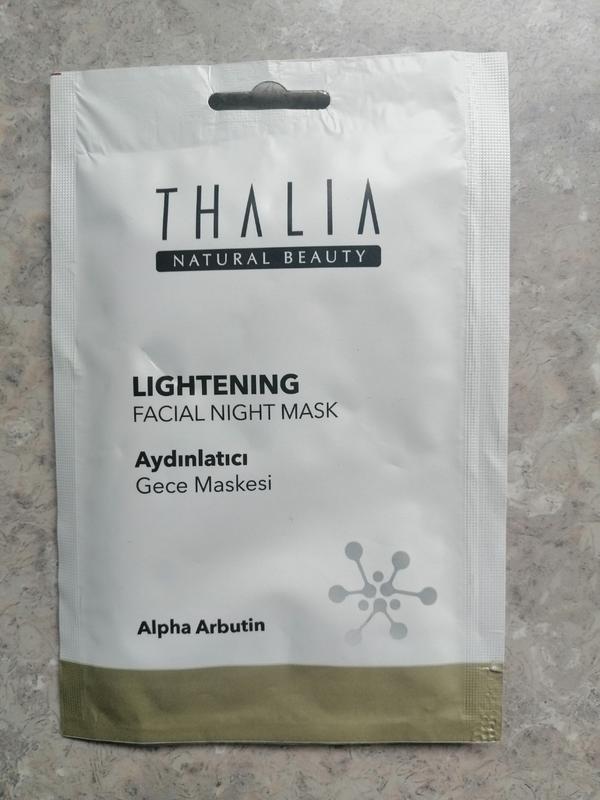 THALIA
NATURAL BEAUTY
LIGHTENING
FACIAL NIGHT MASK
Aydınlatıcı
Gece Maskesi
Alpha Arbutin